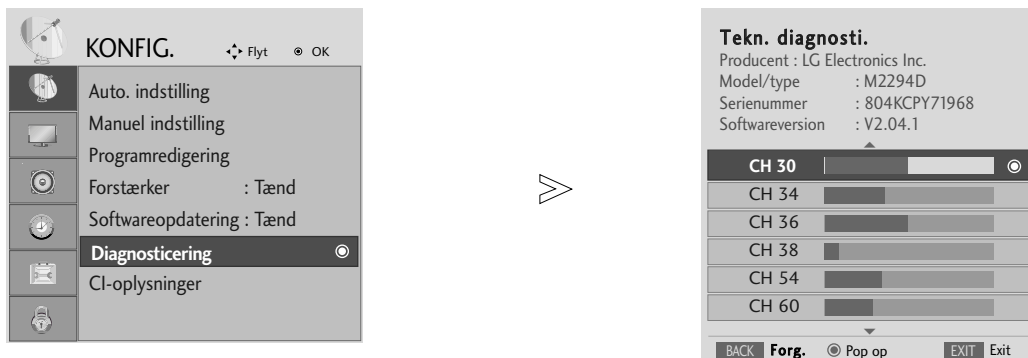 KONFIG. Flyt OK
Auto. indstilling
Manuel indstilling
Programredigering
Forstærker : Tænd
Softwareopdatering : Tænd
Diagnosticering
CI-oplysninger
Tekn. diagnosti.
Producent : LG Electronics Inc.
Model/type : M2294D
Serienummer : 804KCPY71968
Softwareversion : V2.04.1
CH 30
CH 34
CH 36
CH 38
CH 54
CH 60
BACK Forg. Pop op EXIT Exit